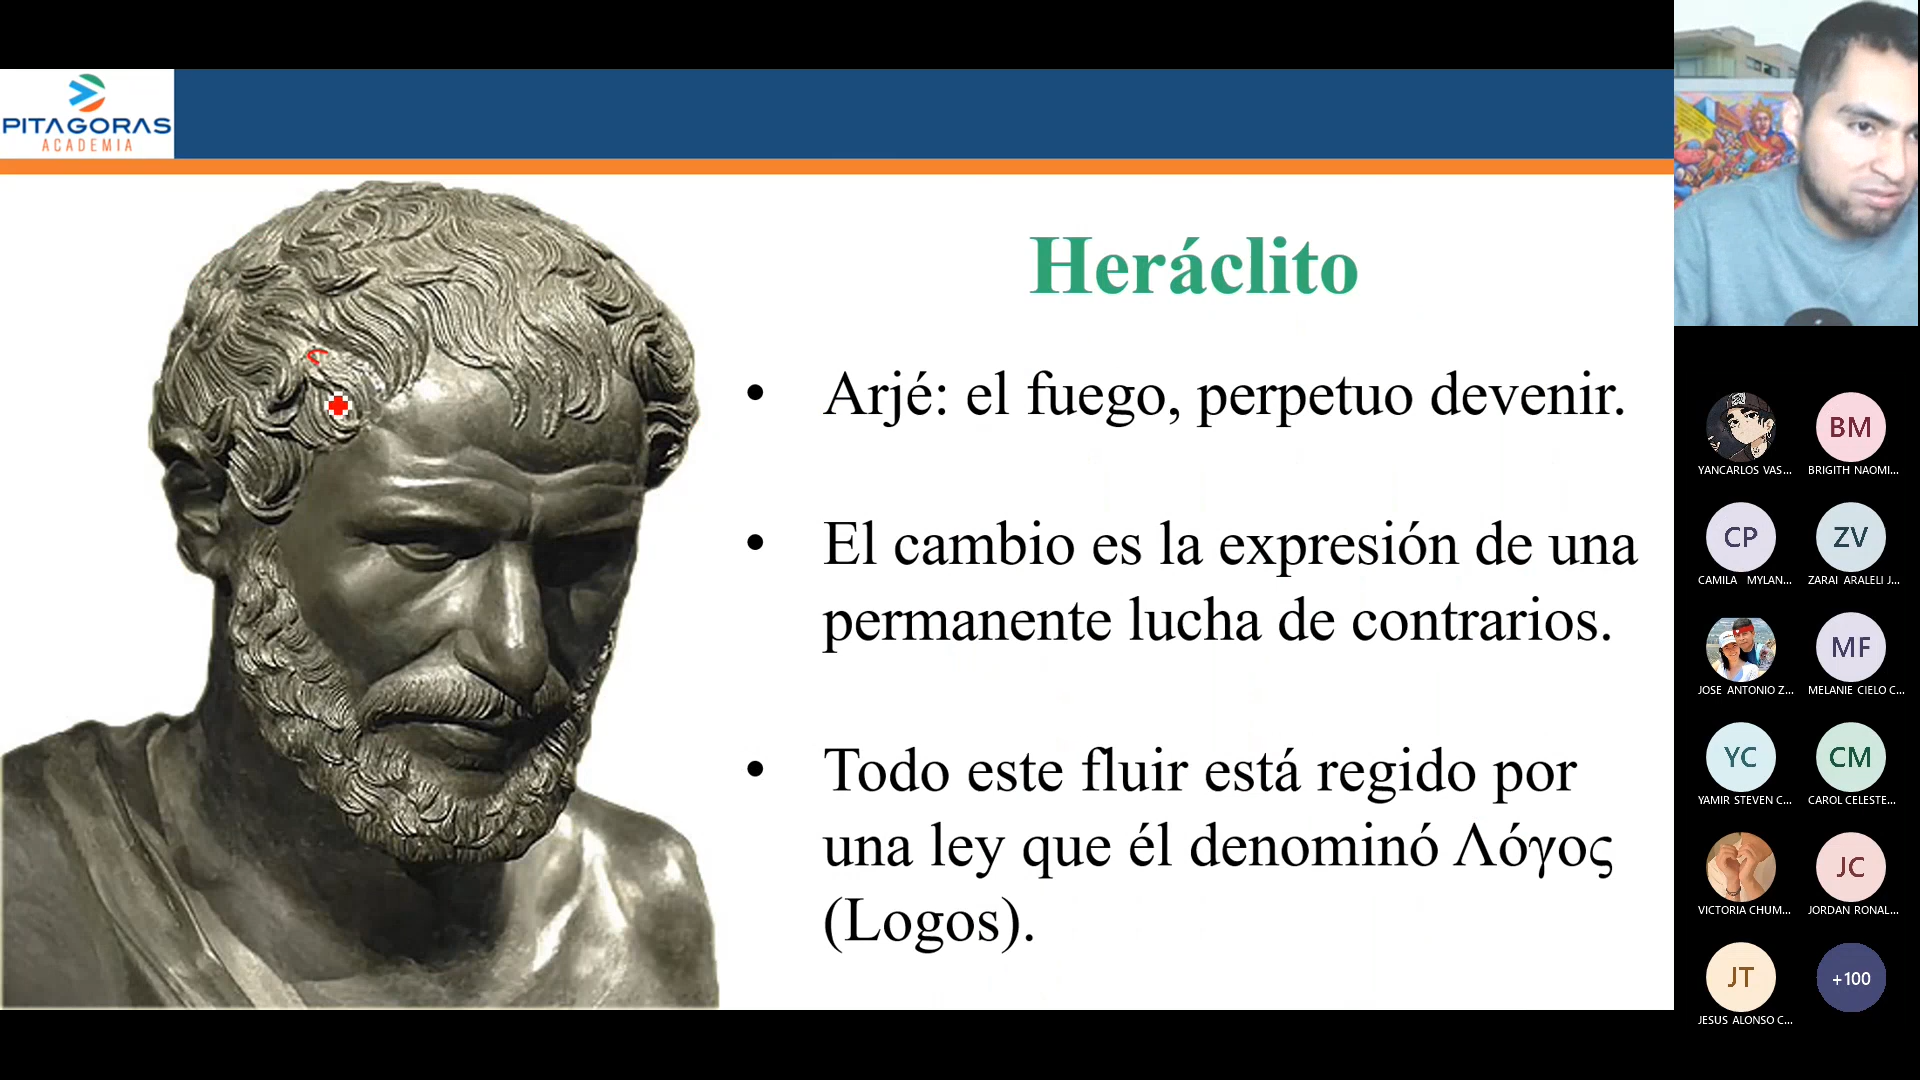 PITAGORAS
ACADEMIA
Heráclito
• Arjé: el fuego, perpetuo devenir.
• El cambio es la expresión de una
permanente lucha de contrarios.
• Todo este fluir está regido por
una ley que él denominó Λόγος
(Logos).
YANCARLOS VAS...
BM
BRIGITH NAOMI...
CP
CAMILA MYLAN...
ZV
ZARAI ARALELI J...
JOSE ANTONIO Z...
MF
MELANIE CIELO C...
YC
YAMIR STEVEN C...
CM
CAROL CELESTE...
VICTORIA CHUM...
JC
JORDAN RONAL...
JT
JESUS ALONSO C...
+100